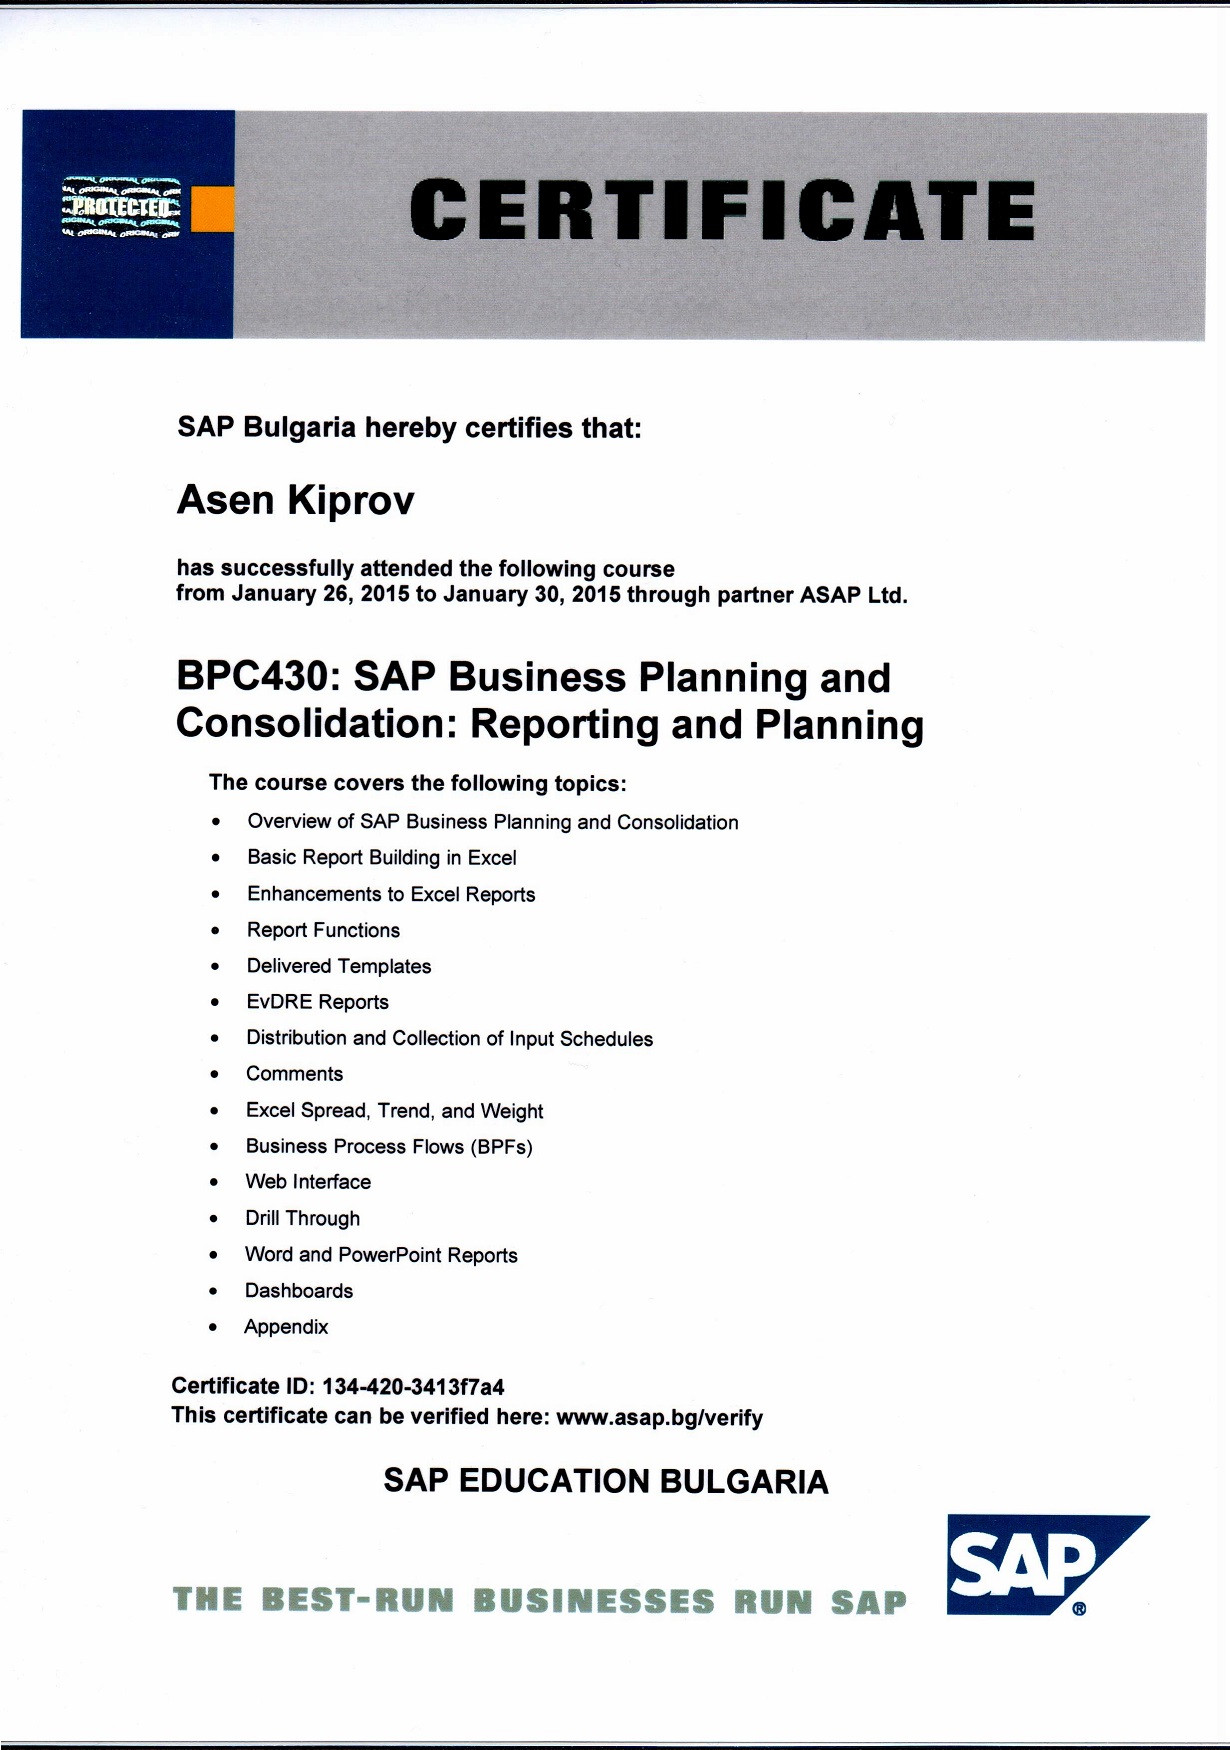 PROTECTED
CERTIFICATE
SAP Bulgaria hereby certifies that:
Asen Kiprov
has successfully attended the following course
from January 26, 2015 to January 30, 2015 through partner ASAP Ltd.
BPC430: SAP Business Planning and
Consolidation: Reporting and Planning
The course covers the following topics:
• Overview of SAP Business Planning and Consolidation
• Basic Report Building in Excel
• Enhancements to Excel Reports
• Report Functions
• Delivered Templates
• EvDRE Reports
• Distribution and Collection of Input Schedules
• Comments
• Excel Spread, Trend, and Weight
• Business Process Flows (BPFs)
• Web Interface
• Drill Through
• Word and PowerPoint Reports
• Dashboards
• Appendix
Certificate ID: 134-420-3413f7a4
This certificate can be verified here: www.asap.bg/verify
SAP EDUCATION BULGARIA
THE BEST-RUN BUSINESSES RUN SAP
SAP®